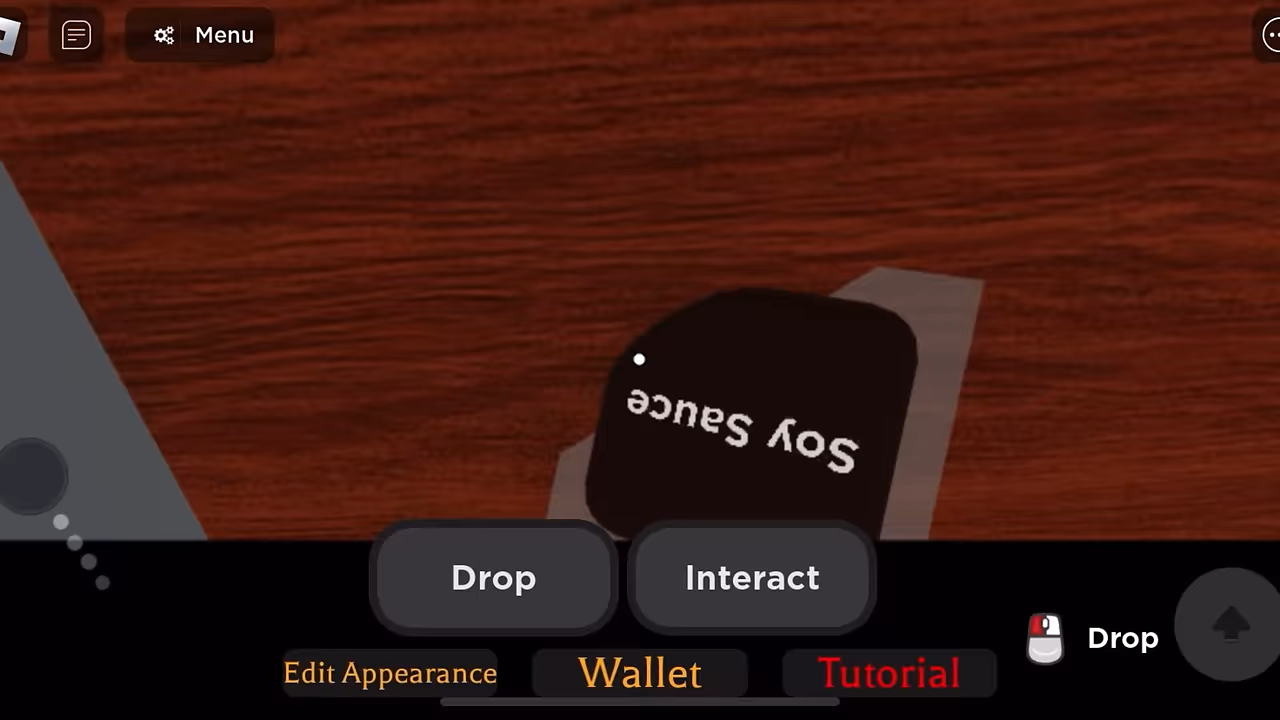 Menu
Soy Sauce
Drop
Interact
Drop
Edit Appearance
Wallet
Tutorial